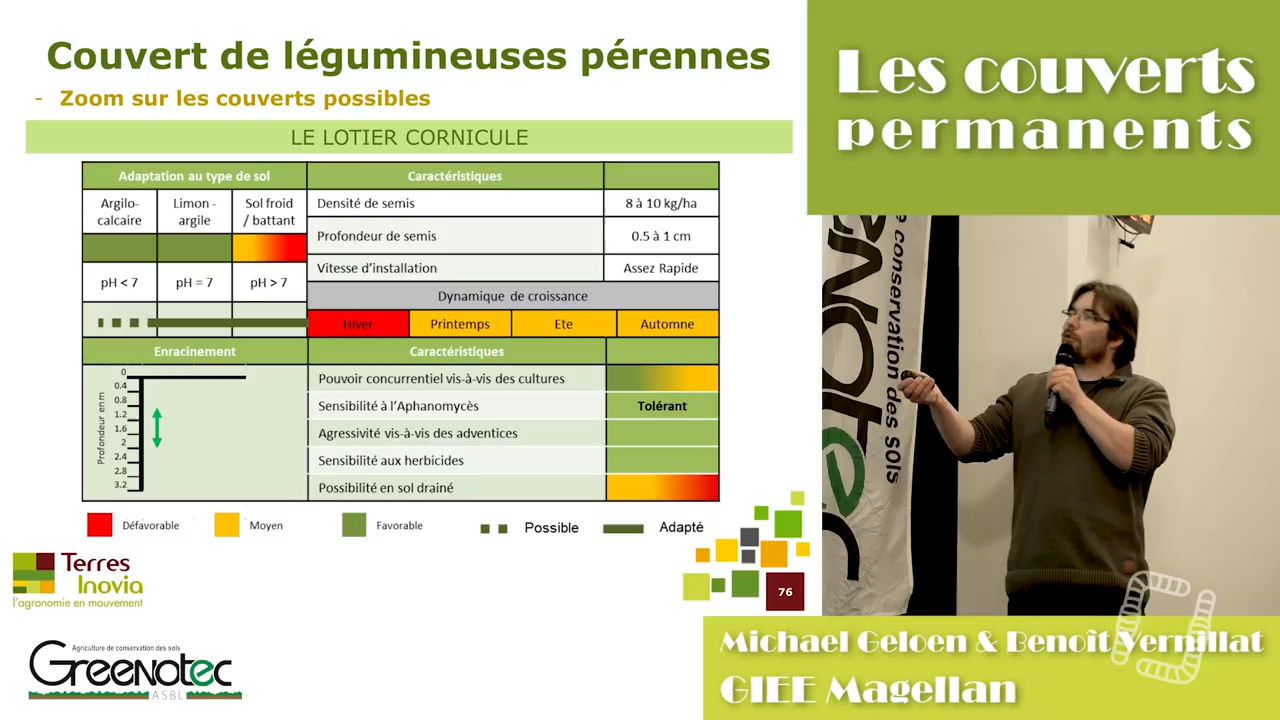 Couvert de légumineuses pérennes
- Zoom sur les couverts possibles
LE LOTIER CORNICULE
Adaptation au type de sol
Caractéristiques
Argilo-
calcaire
Limon -
argile
Sol froid
/ battant
pH < 7
pH = 7
pH > 7
Densité de semis
8 à 10 kg/ha
Profondeur de semis
0.5 à 1 cm
Vitesse d’installation
Assez Rapide
Dynamique de croissance
Hiver
Printemps
Ete
Automne
Enracinement
Caractéristiques
Profondeur en m
0
0.4
0.8
1.2
1.6
2
2.4
2.8
3.2
Pouvoir concurrentiel vis-à-vis des cultures
Sensibilité à l’Aphanomycès
Tolérant
Agressivité vis-à-vis des adventices
Sensibilité aux herbicides
Possibilité en sol drainé
Défavorable
Moyen
Favorable
Possible
Adapté
Terres
Inovia
l'agronomie en mouvement
76
Agriculture de conservation des sols
Greenotec
ASBL
Les couverts
permanents
e conservation des sols
enotec
Michael Geloen & Benoît Vernillat
GIEE Magellan